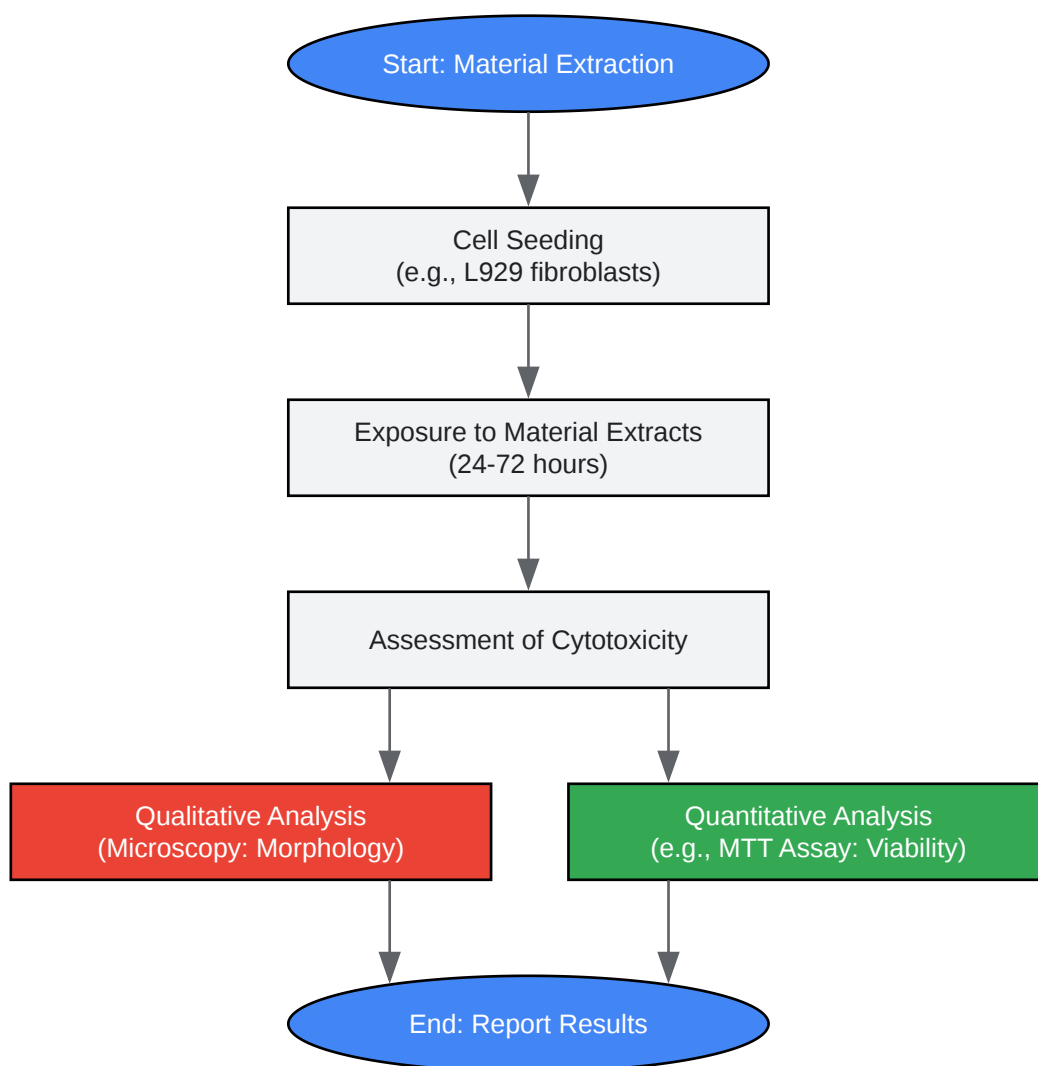 Start: Material Extraction
Cell Seeding
(e.g., L929 fibroblasts)
Exposure to Material Extracts
(24-72 hours)
Assessment of Cytotoxicity
Qualitative Analysis
(Microscopy: Morphology)
Quantitative Analysis
(e.g., MTT Assay: Viability)
End: Report Results